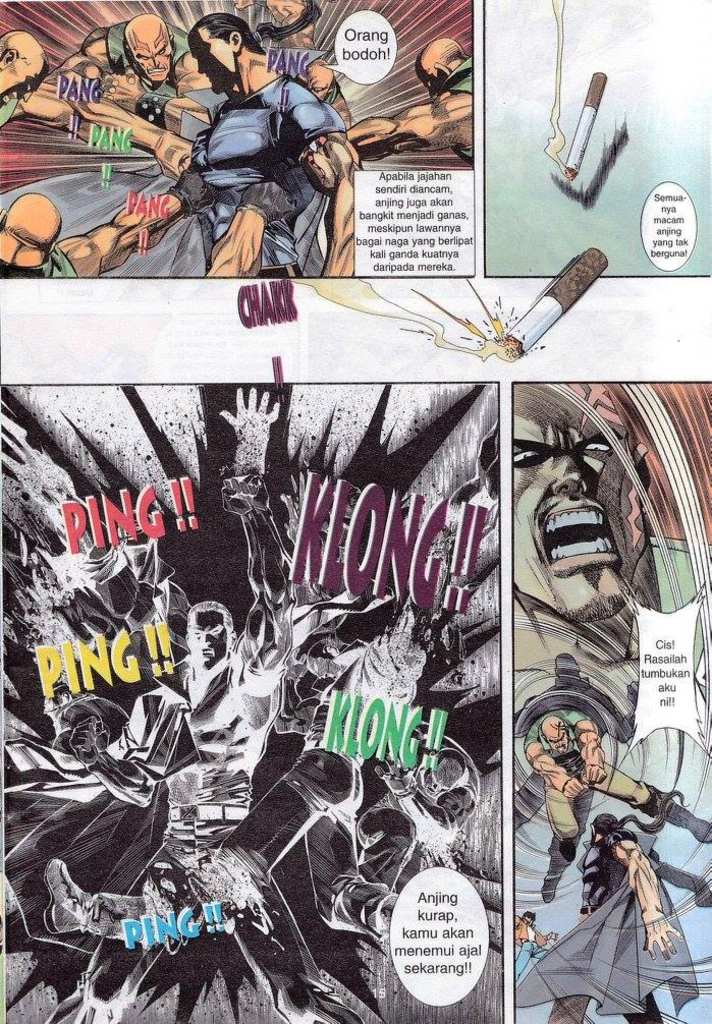 Orang
bodoh!
PANG
!!
PANG
!!
PANG
!!
PANG
!!
Apabila jajahan
sendiri diancam,
anjing juga akan
bangkit menjadi ganas,
meskipun lawannya
bagai naga yang berlipat
kali ganda kuatnya
daripada mereka.
Semua-
nya
macam
anjing
yang tak
berguna!
CHAKK
!!
PING !!
KLONG !!
PING !!
KLONG !!
PING !!
Anjing
kurap,
kamu akan
menemui ajal
sekarang!!
Cis!
Rasailah
tumbukan
aku
ni!!